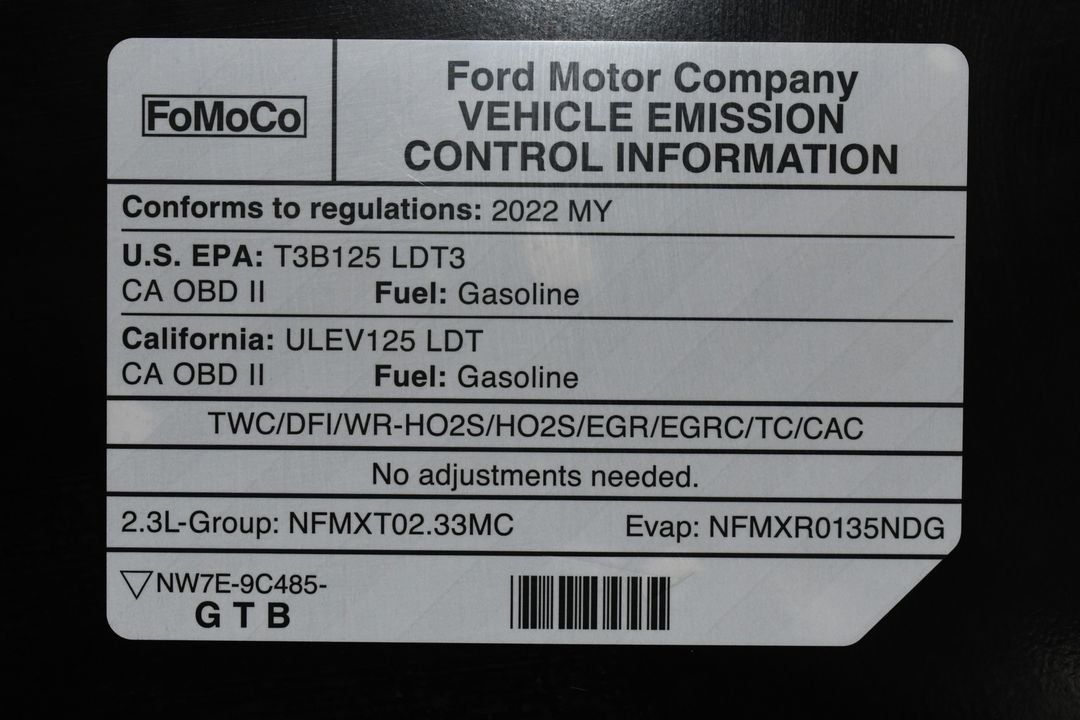 FoMoCo
Ford Motor Company
VEHICLE EMISSION
CONTROL INFORMATION
Conforms to regulations: 2022 MY
U.S. EPA: T3B125 LDT3
CA OBD II Fuel: Gasoline
California: ULEV125 LDT
CA OBD II Fuel: Gasoline
TWC/DFI/WR-HO2S/HO2S/EGR/EGRC/TC/CAC
No adjustments needed.
2.3L-Group: NFMXT02.33MC Evap: NFMXR0135NDG
NW7E-9C485-
G T B